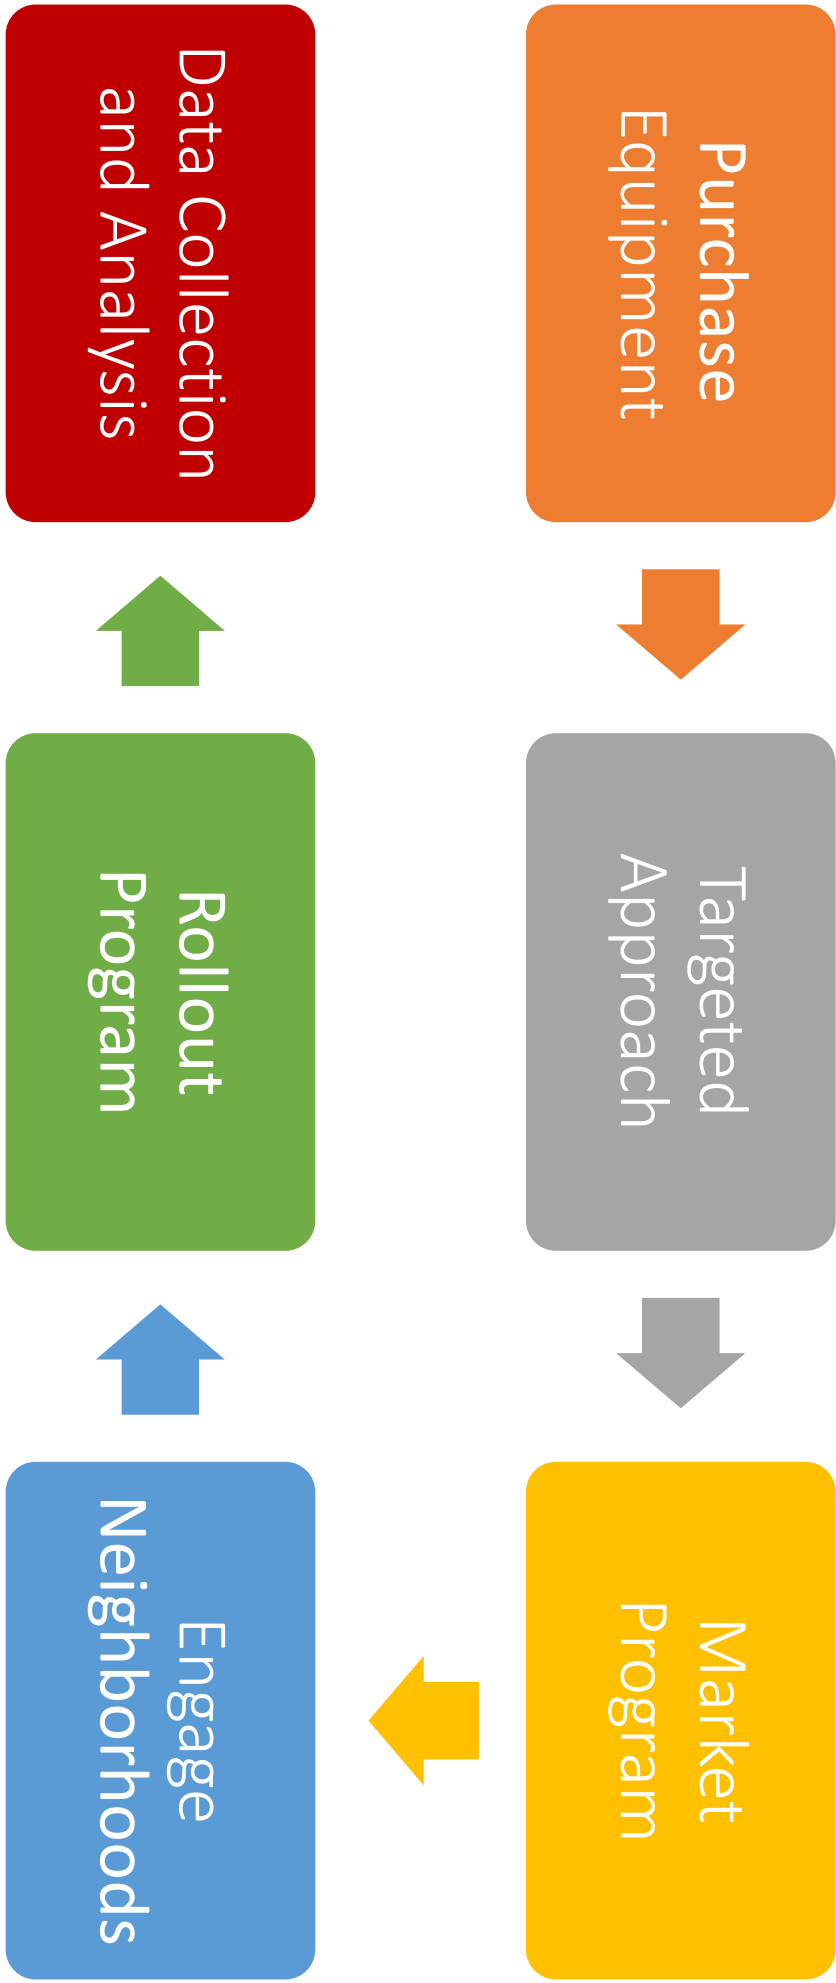 Purchase
Equipment
Targeted
Approach
Market
Program
Engage
Neighborhoods
Rollout
Program
Data Collection
and Analysis